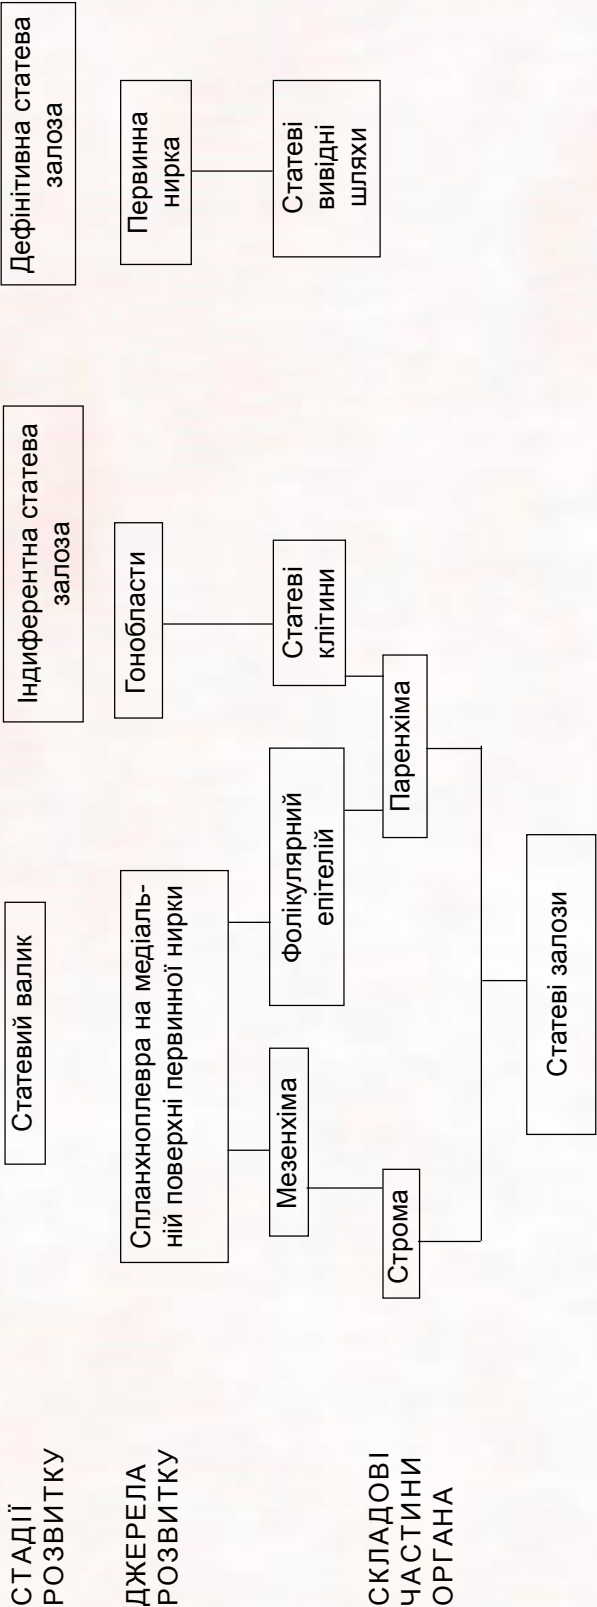 СТАДІЇ
РОЗВИТКУ
Статевий валик
Індиферентна статева
залоза
Дефінітивна статева
залоза
ДЖЕРЕЛА
РОЗВИТКУ
Спланхноплевра на медіаль-
ній поверхні первинної нирки
Гонобласти
Первинна
нирка
Мезенхіма
Фолікулярний
епітелій
Статеві
клітини
Статеві
вивідні
шляхи
СКЛАДОВІ
ЧАСТИНИ
ОРГАНА
Строма
Паренхіма
Статеві залози